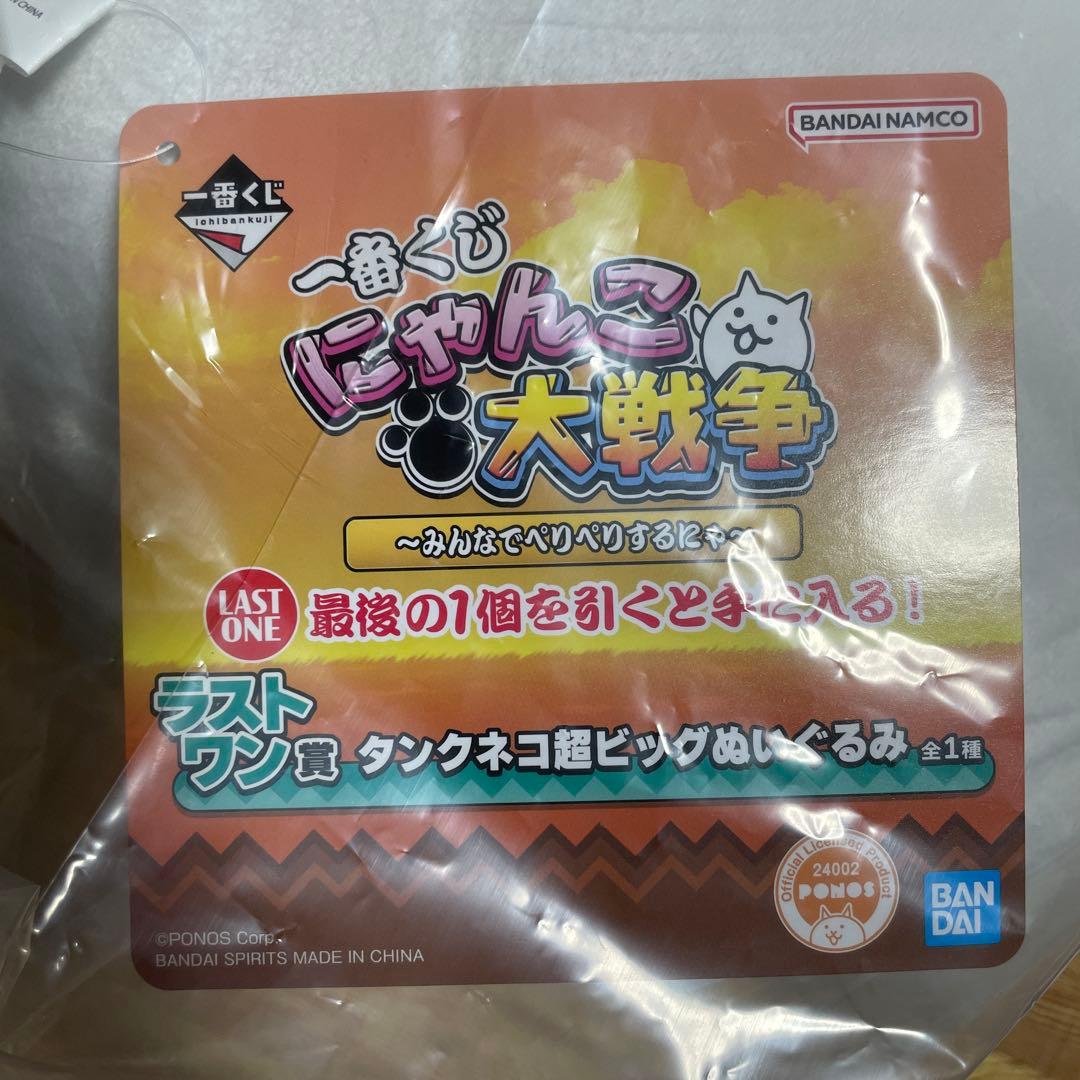 IN CHINA
BANDAI NAMCO
一番くじ
ichibankuji
一番くじ
にゃんこ
大戦争
～みんなでぺりぺりするにゃ～
LAST
ONE
最後の1個を引くと手に入る!
ラスト
ワン賞
タンクネコ超ビッグぬいぐるみ 全1種
Official Licensed Product
24002
PONOS
BAN
DAI
©PONOS Corp.
BANDAI SPIRITS MADE IN CHINA